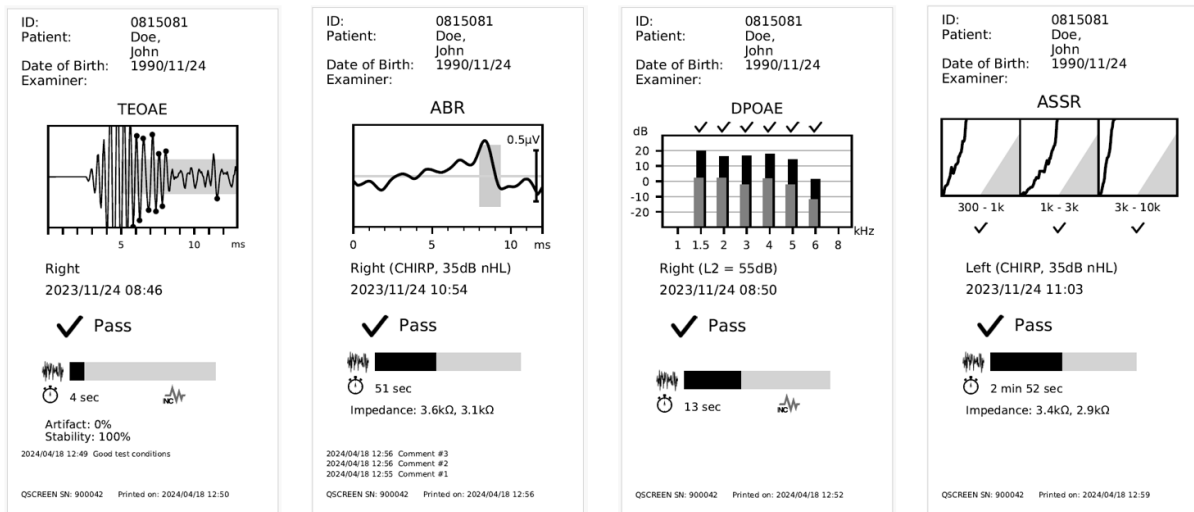 ID: 0815081
Patient: Doe,
John
Date of Birth: 1990/11/24
Examiner:
TEOAE
5 10 ms
Right
2023/11/24 08:46
Pass
4 sec
NC
Artifact: 0%
Stability: 100%
2024/04/18 12:49 Good test conditions
QSCREEN SN: 900042 Printed on: 2024/04/18 12:50
ID: 0815081
Patient: Doe,
John
Date of Birth: 1990/11/24
Examiner:
ABR
0.5µV
0 5 10 ms
Right (CHIRP, 35dB nHL)
2023/11/24 10:54
Pass
51 sec
Impedance: 3.6kΩ, 3.1kΩ
2024/04/18 12:56 Comment #3
2024/04/18 12:56 Comment #2
2024/04/18 12:55 Comment #1
QSCREEN SN: 900042 Printed on: 2024/04/18 12:56
ID: 0815081
Patient: Doe,
John
Date of Birth: 1990/11/24
Examiner:
DPOAE
dB
20
10
0
-10
-20
kHz
1 1.5 2 3 4 5 6 8
Right (L2 = 55dB)
2023/11/24 08:50
Pass
13 sec
NC
QSCREEN SN: 900042 Printed on: 2024/04/18 12:52
ID: 0815081
Patient: Doe,
John
Date of Birth: 1990/11/24
Examiner:
ASSR
300 - 1k 1k - 3k 3k - 10k
Left (CHIRP, 35dB nHL)
2023/11/24 11:03
Pass
2 min 52 sec
Impedance: 3.4kΩ, 2.9kΩ
QSCREEN SN: 900042 Printed on: 2024/04/18 12:59